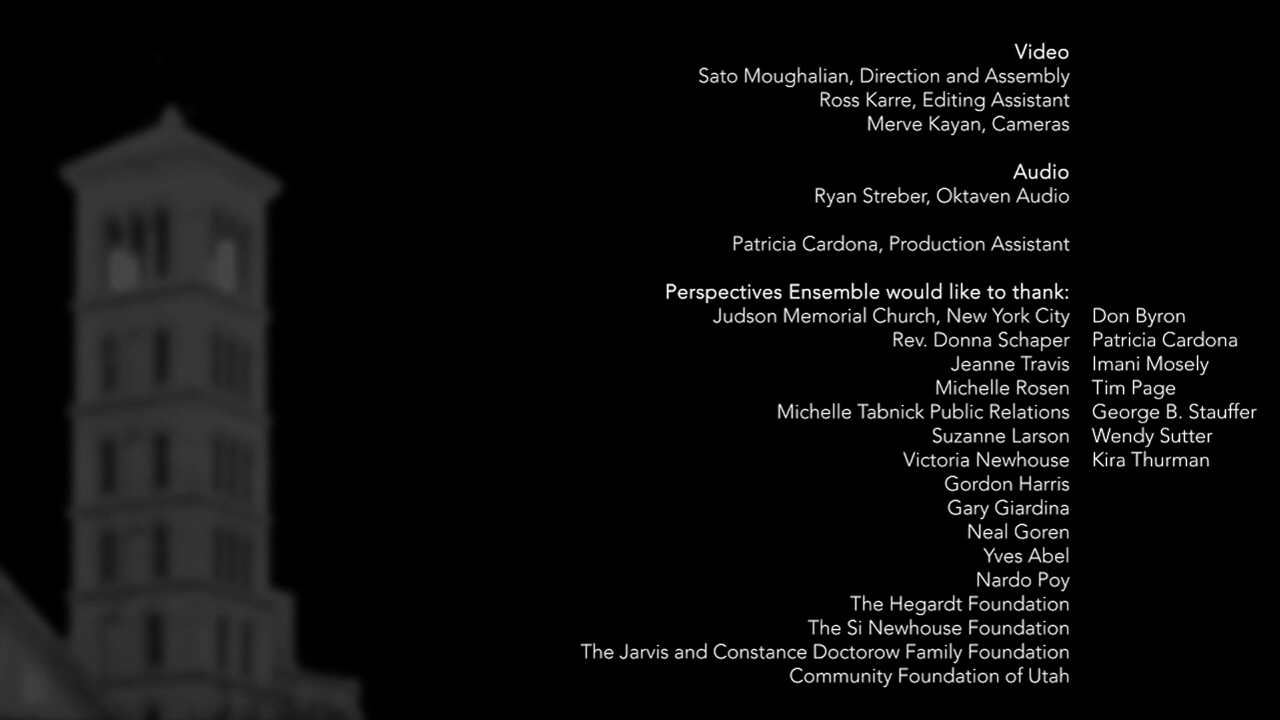 Video
Sato Moughalian, Direction and Assembly
Ross Karre, Editing Assistant
Merve Kayan, Cameras
Audio
Ryan Streber, Oktaven Audio
Patricia Cardona, Production Assistant
Perspectives Ensemble would like to thank:
Judson Memorial Church, New York City
Rev. Donna Schaper
Jeanne Travis
Michelle Rosen
Michelle Tabnick Public Relations
Suzanne Larson
Victoria Newhouse
Gordon Harris
Gary Giardina
Neal Goren
Yves Abel
Nardo Poy
The Hegardt Foundation
The Si Newhouse Foundation
The Jarvis and Constance Doctorow Family Foundation
Community Foundation of Utah
Don Byron
Patricia Cardona
Imani Mosely
Tim Page
George B. Stauffer
Wendy Sutter
Kira Thurman